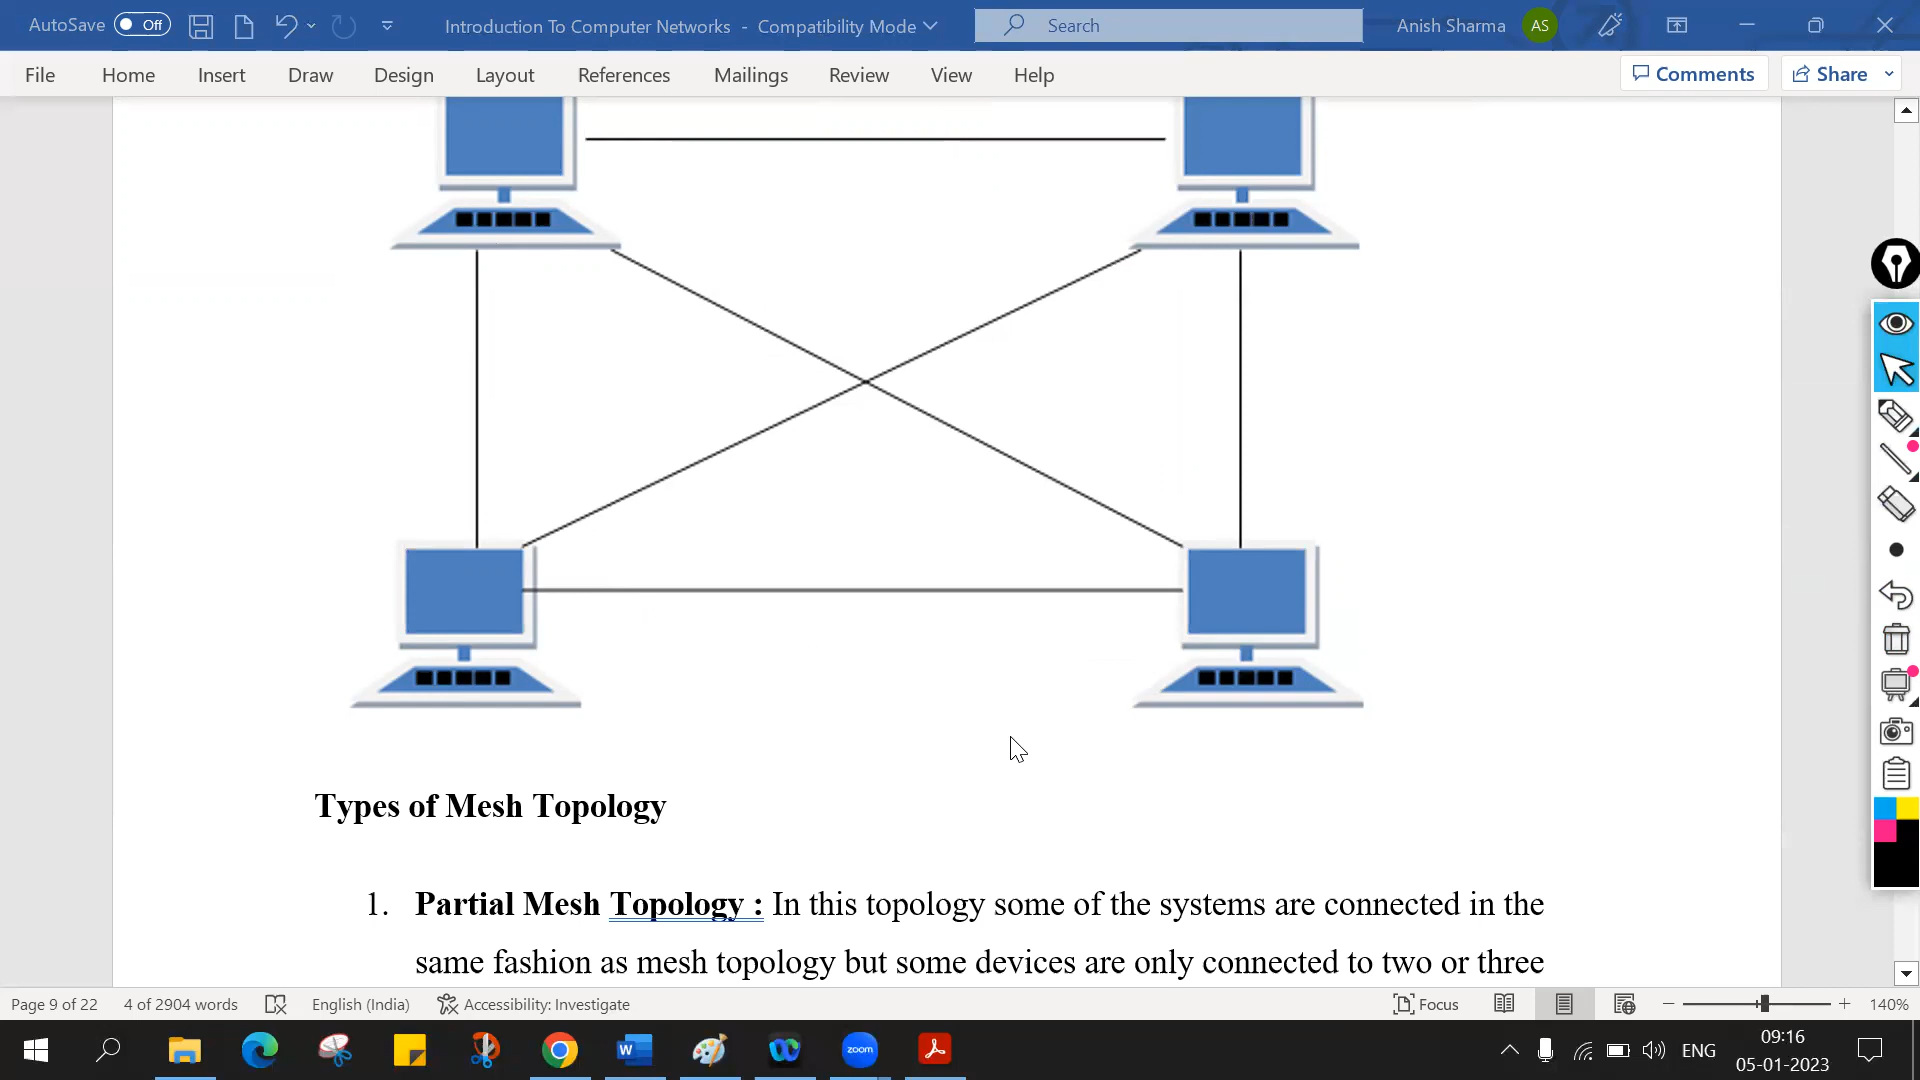 AutoSave Off Introduction To Computer Networks - Compatibility Mode Search Anish Sharma AS
File Home Insert Draw Design Layout References Mailings Review View Help Comments Share
Types of Mesh Topology
1. Partial Mesh Topology : In this topology some of the systems are connected in the
same fashion as mesh topology but some devices are only connected to two or three
Page 9 of 22 4 of 2904 words English (India) Accessibility: Investigate Focus 140%
W zoom ENG 09:16
05-01-2023